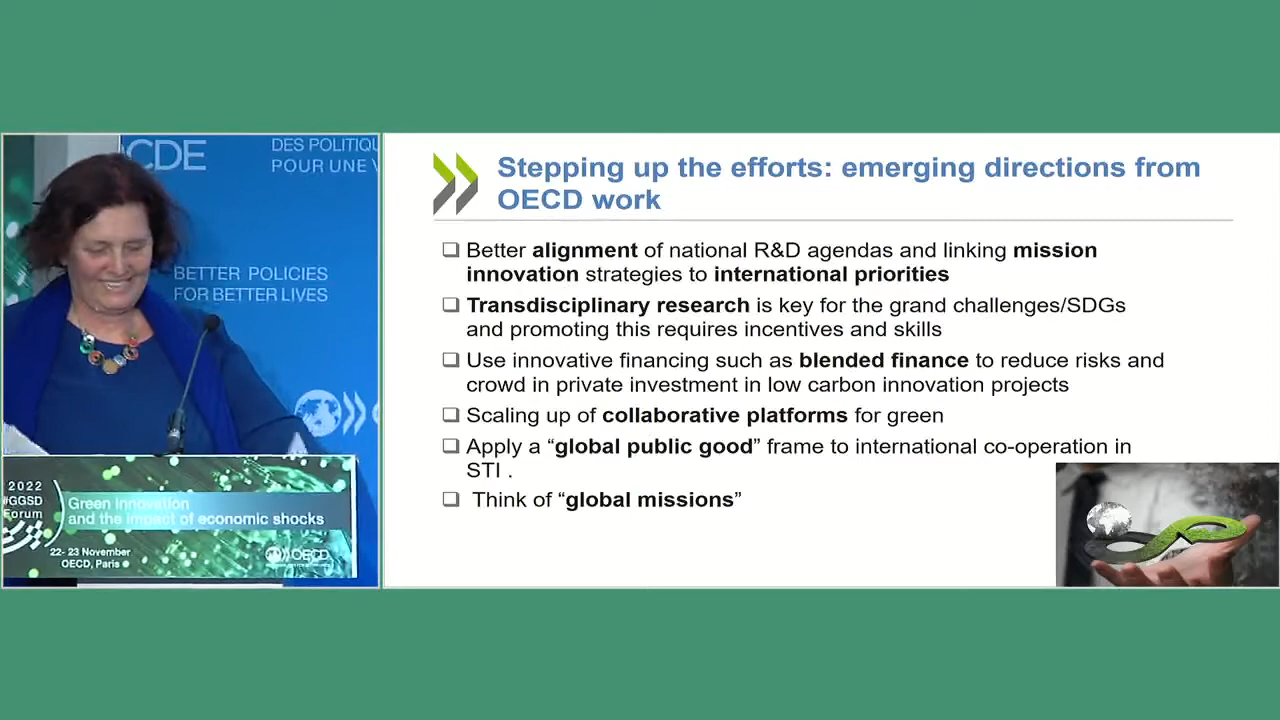 CDE
DES POLITIQU
POUR UNE V
BETTER POLICIES
FOR BETTER LIVES
2022
#GGSD
Forum
Green innovation
and the impact of economic shocks
22- 23 November
OECD, Paris
OECD
Stepping up the efforts: emerging directions from
OECD work
❑ Better alignment of national R&D agendas and linking mission
innovation strategies to international priorities
❑ Transdisciplinary research is key for the grand challenges/SDGs
and promoting this requires incentives and skills
❑ Use innovative financing such as blended finance to reduce risks and
crowd in private investment in low carbon innovation projects
❑ Scaling up of collaborative platforms for green
❑ Apply a “global public good” frame to international co-operation in
STI .
❑ Think of “global missions”